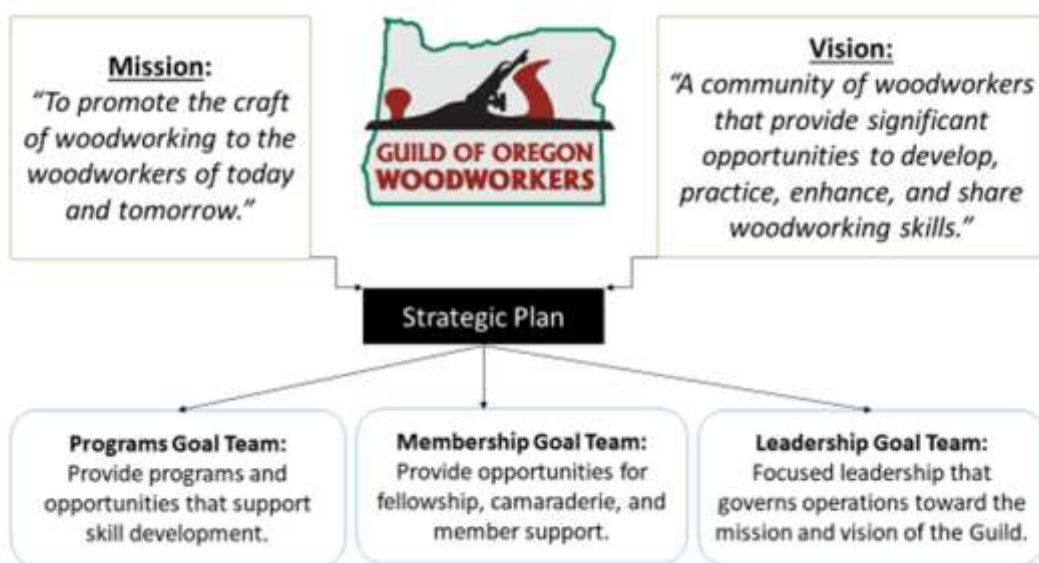 Mission:
“To promote the craft
of woodworking to the
woodworkers of today
and tomorrow.”
GUILD OF OREGON
WOODWORKERS
Vision:
“A community of woodworkers
that provide significant
opportunities to develop,
practice, enhance, and share
woodworking skills.”
Strategic Plan
Programs Goal Team:
Provide programs and
opportunities that support
skill development.
Membership Goal Team:
Provide opportunities for
fellowship, camaraderie, and
member support.
Leadership Goal Team:
Focused leadership that
governs operations toward the
mission and vision of the Guild.